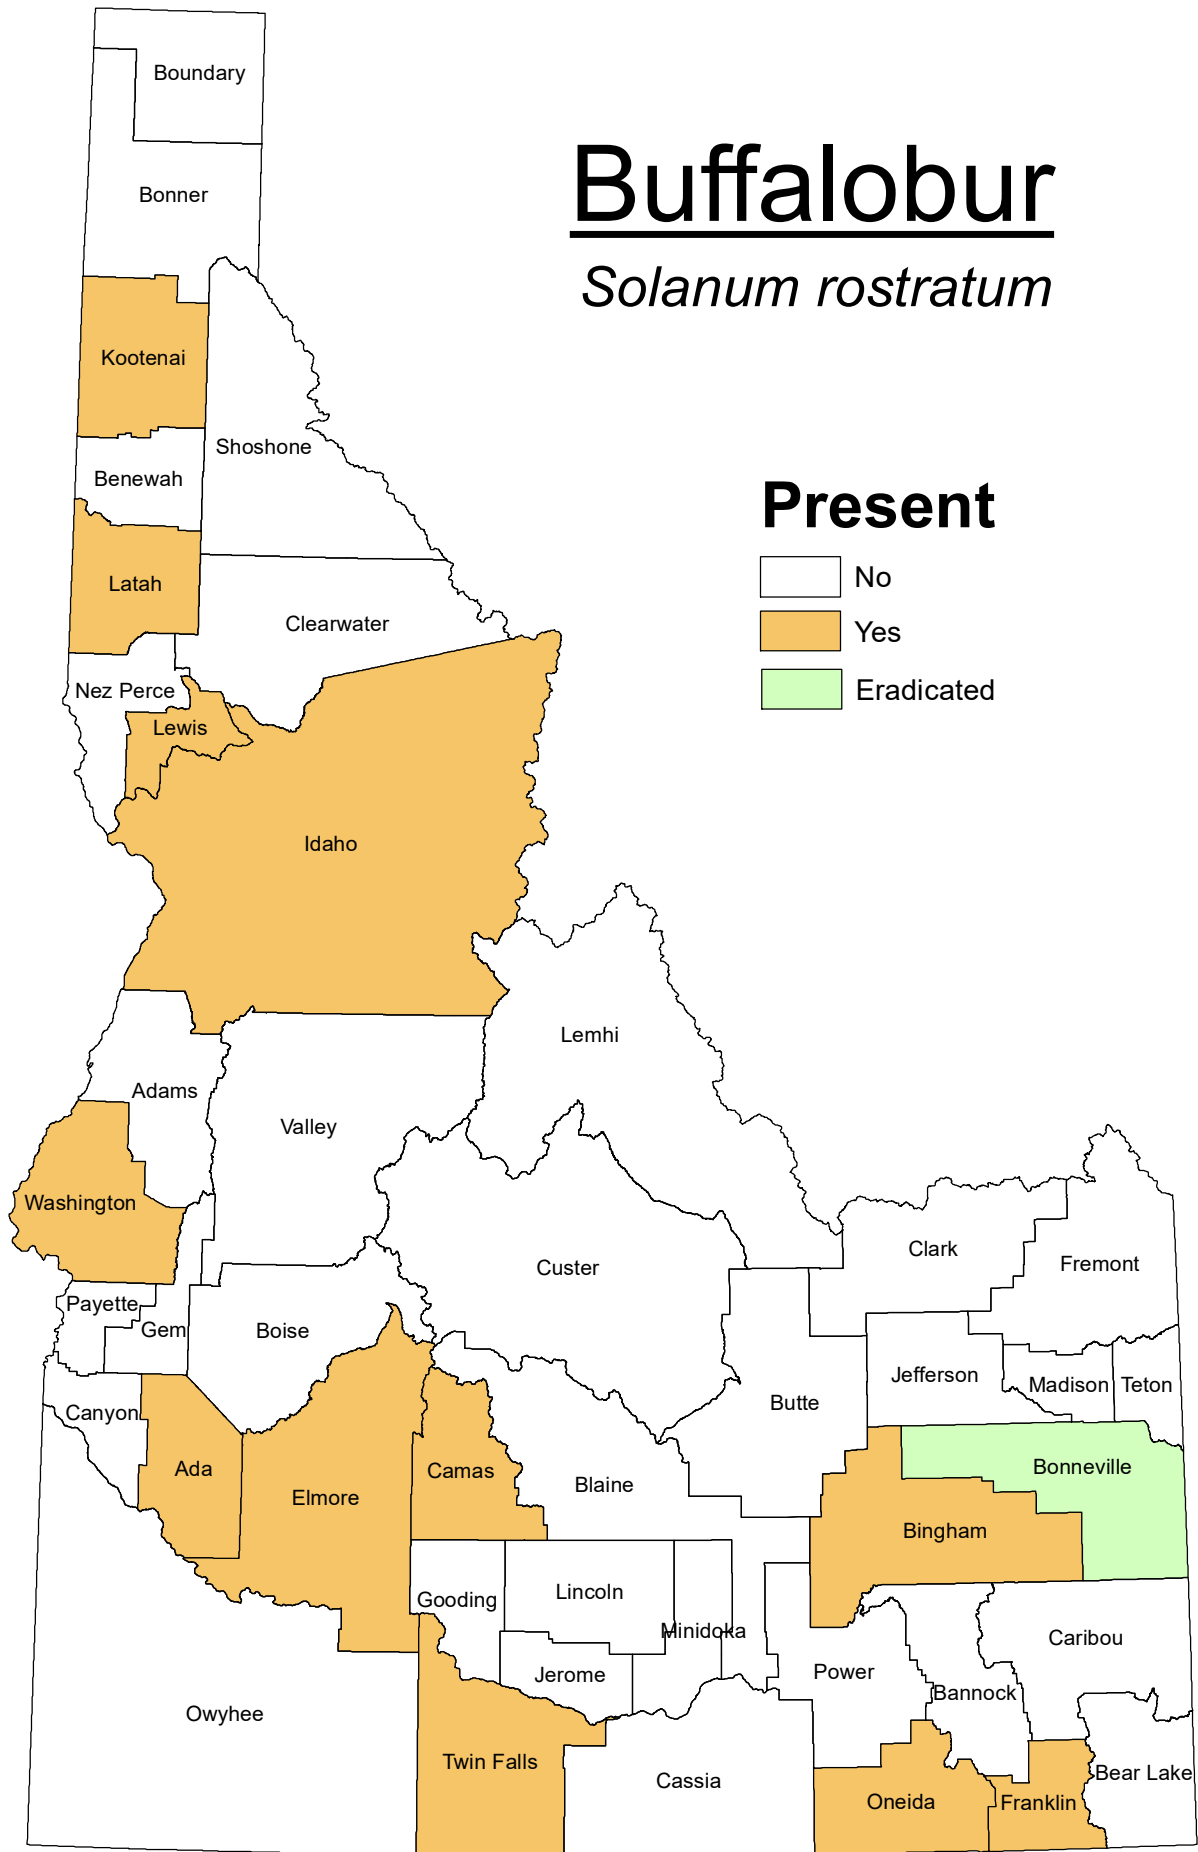 Boundary
Buffalobur
Bonner
Solanum rostratum
Kootenai
Shoshone
Benewah
Present
No
Latah
Clearwater
Yes
Nez Perce
Eradicated
Lewis
Idaho
Lemhi
Adams
Valley
Washington
Clark
Custer
Fremont
Payette
Gem
Boise
Jefferson
Madison
Teton
Butte
Canyon
Ada
Camas
Bonneville
Blaine
Elmore
Bingham
Lincoln
Gooding
Minidoka
Caribou
Jerome
Power
Bannock
Owyhee
Twin Falls
Bear Lake
Cassia
Oneida
Franklin